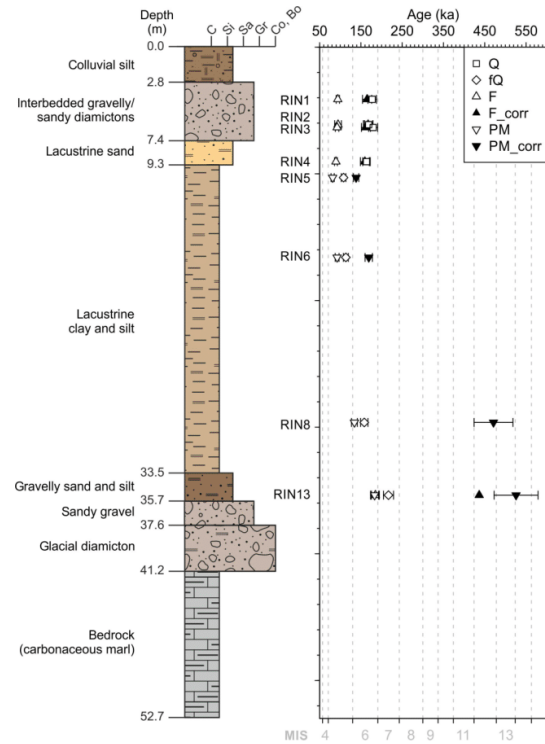 Depth
(m)
C
Si
Sa
Gr
Co, Bo
Age (ka)
50
150
250
350
450
550
0.0
Colluvial silt
2.8
Interbedded gravelly/
sandy diamictons
7.4
Lacustrine sand
9.3
Lacustrine
clay and silt
33.5
Gravelly sand and silt
35.7
Sandy gravel
37.6
Glacial diamicton
41.2
Bedrock
(carbonaceous marl)
52.7
RIN1
RIN2
RIN3
RIN4
RIN5
RIN6
RIN8
RIN13
Q
fQ
F
F_corr
PM
PM_corr
MIS 4 6 7 8 9 11 13